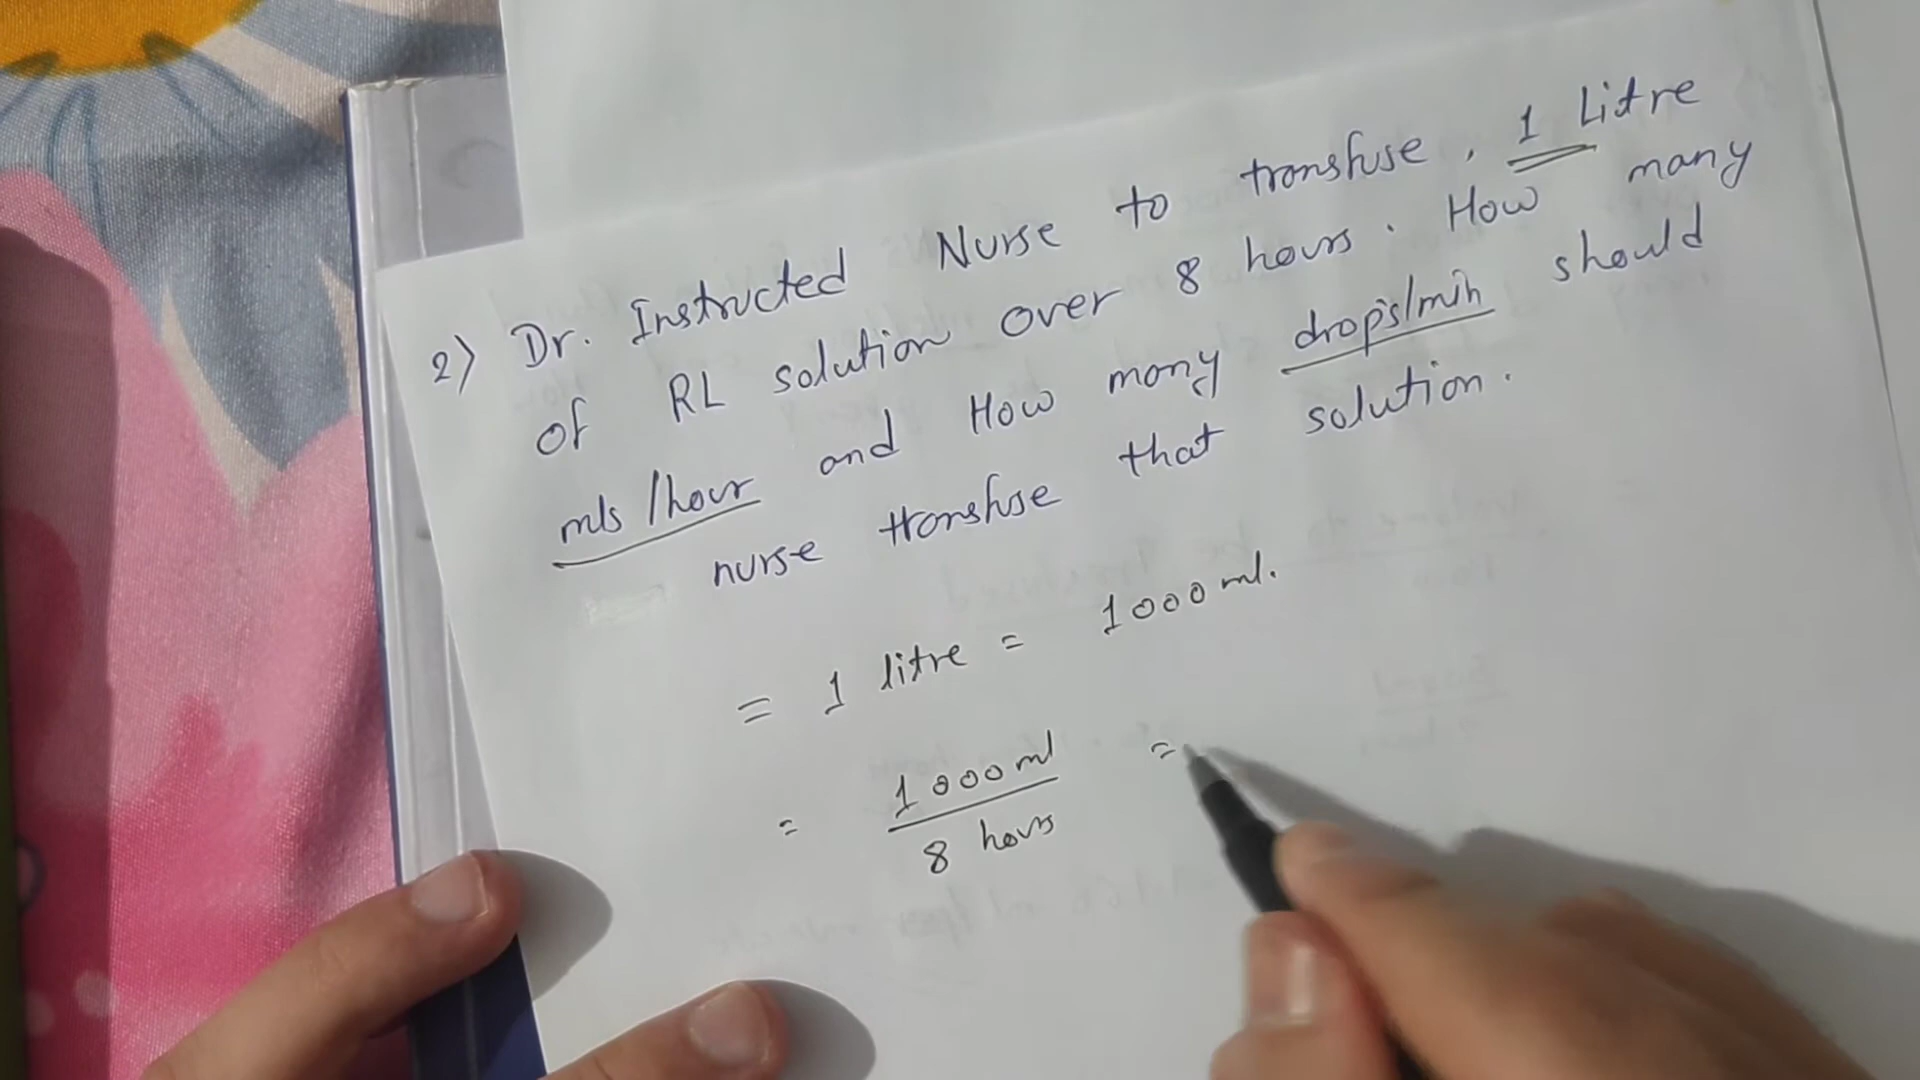 2) Dr. Instructed Nurse to transfuse. 1 Litre
of RL solution over 8 hours. How many
mls/hour and How many drops/min should
nurse transfuse that solution.
= 1 litre = 1000 ml.
= 1000 ml =
8 hours